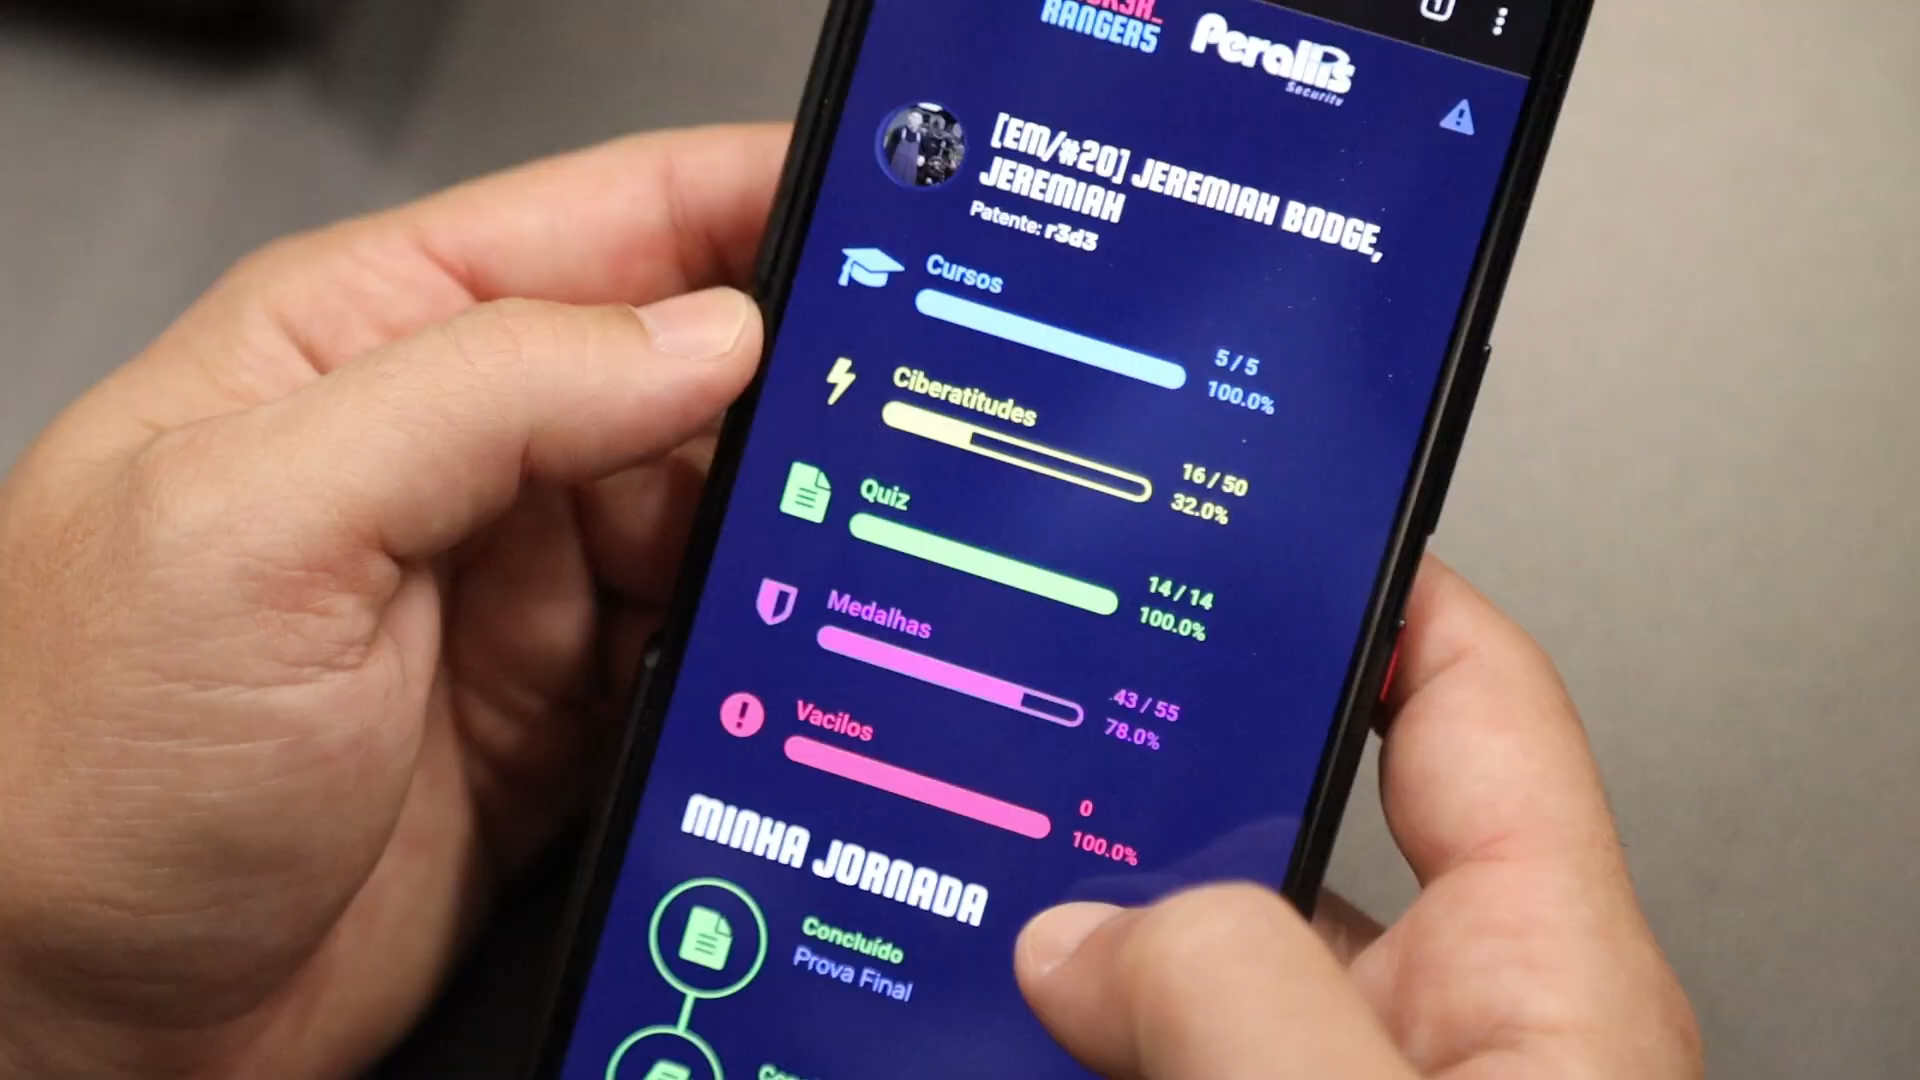 RANGERS
Perallis
Security
[EM/#20] JEREMIAH BODGE,
JEREMIAH
Patente: r3d3
Cursos
5 / 5
100.0%
Ciberatitudes
16 / 50
32.0%
Quiz
14 / 14
100.0%
Medalhas
43 / 55
78.0%
Vacilos
0
100.0%
MINHA JORNADA
Concluído
Prova Final